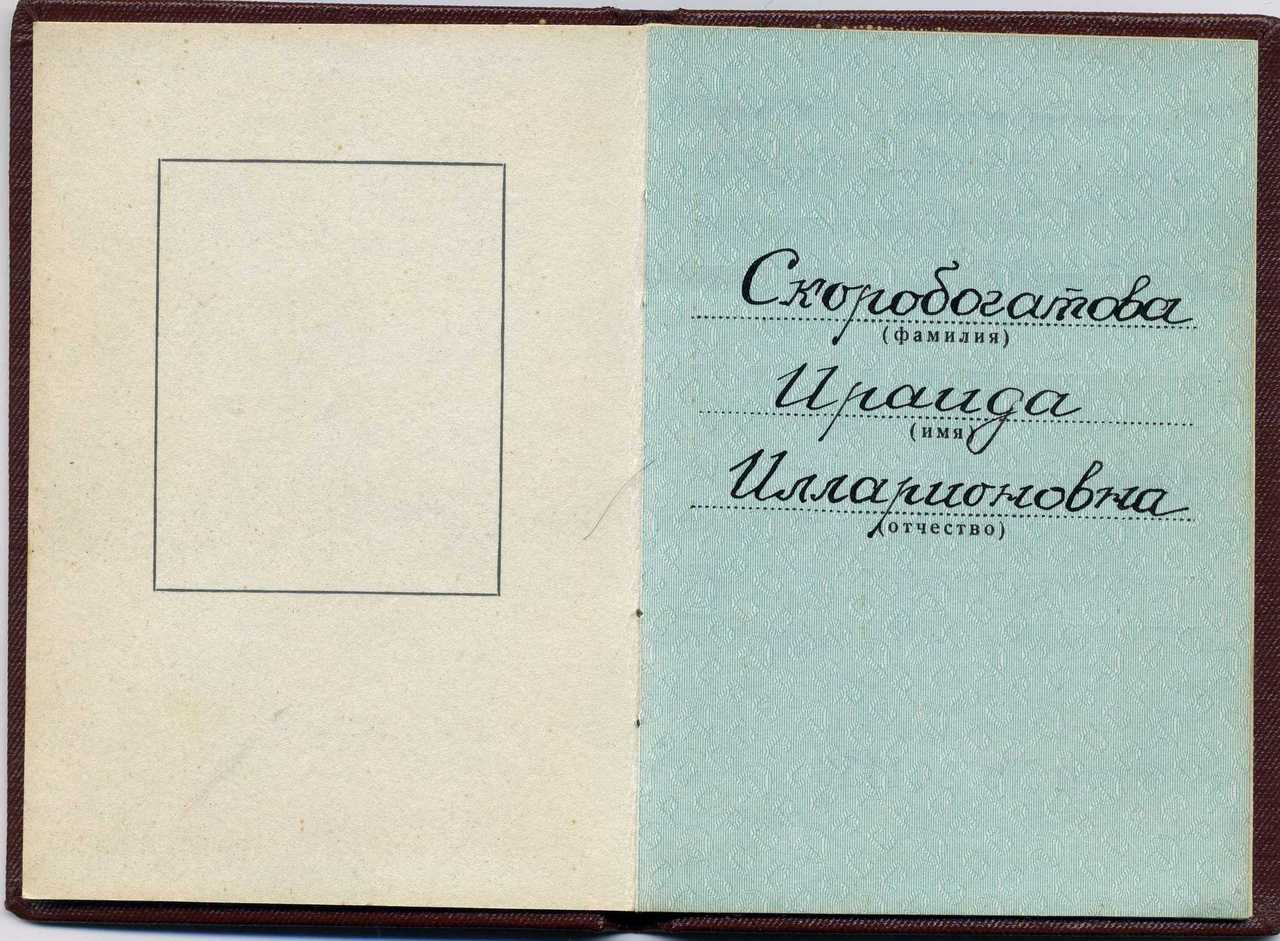 Скоробогатова
(фамилия)
Ираида
(имя)
Илларионовна
(отчество)